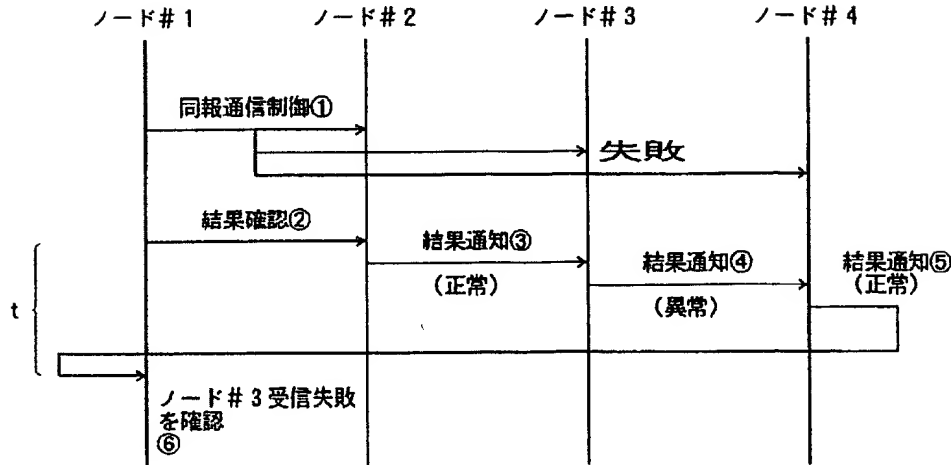 ノード＃1
ノード＃2
ノード＃3
ノード＃4
同報通信制御①
失敗
結果確認②
結果通知③
（正常）
結果通知④
（異常）
結果通知⑤
（正常）
t
ノード＃3受信失敗
を確認
⑥